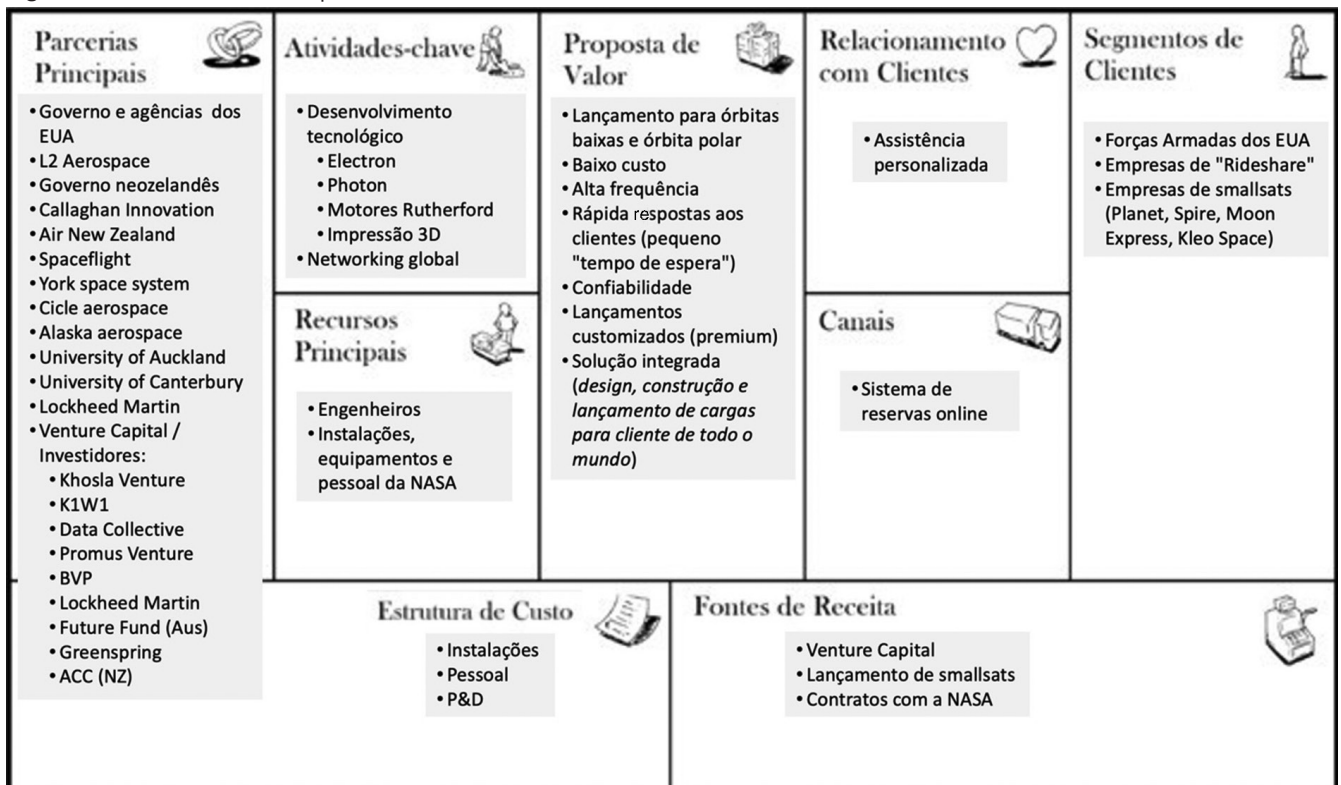 Parcerias
Principais
• Governo e agências dos
EUA
• L2 Aerospace
• Governo neozelandês
• Callaghan Innovation
• Air New Zealand
• Spaceflight
• York space system
• Cicle aerospace
• Alaska aerospace
• University of Auckland
• University of Canterbury
• Lockheed Martin
• Venture Capital /
Investidores:
• Khosla Venture
• K1W1
• Data Collective
• Promus Venture
• BVP
• Lockheed Martin
• Future Fund (Aus)
• Greenspring
• ACC (NZ)
Atividades-chave
• Desenvolvimento
tecnológico
• Electron
• Photon
• Motores Rutherford
• Impressão 3D
• Networking global
Recursos
Principais
• Engenheiros
• Instalações,
equipamentos e
pessoal da NASA
Proposta de
Valor
• Lançamento para órbitas
baixas e órbita polar
• Baixo custo
• Alta frequência
• Rápida respostas aos
clientes (pequeno
"tempo de espera")
• Confiabilidade
• Lançamentos
customizados (premium)
• Solução integrada
(design, construção e
lançamento de cargas
para cliente de todo o
mundo)
Relacionamento
com Clientes
• Assistência
personalizada
Canais
• Sistema de
reservas online
Segmentos de
Clientes
• Forças Armadas dos EUA
• Empresas de "Rideshare"
• Empresas de smallsats
(Planet, Spire, Moon
Express, Kleo Space)
Estrutura de Custo
• Instalações
• Pessoal
• P&D
Fontes de Receita
• Venture Capital
• Lançamento de smallsats
• Contratos com a NASA